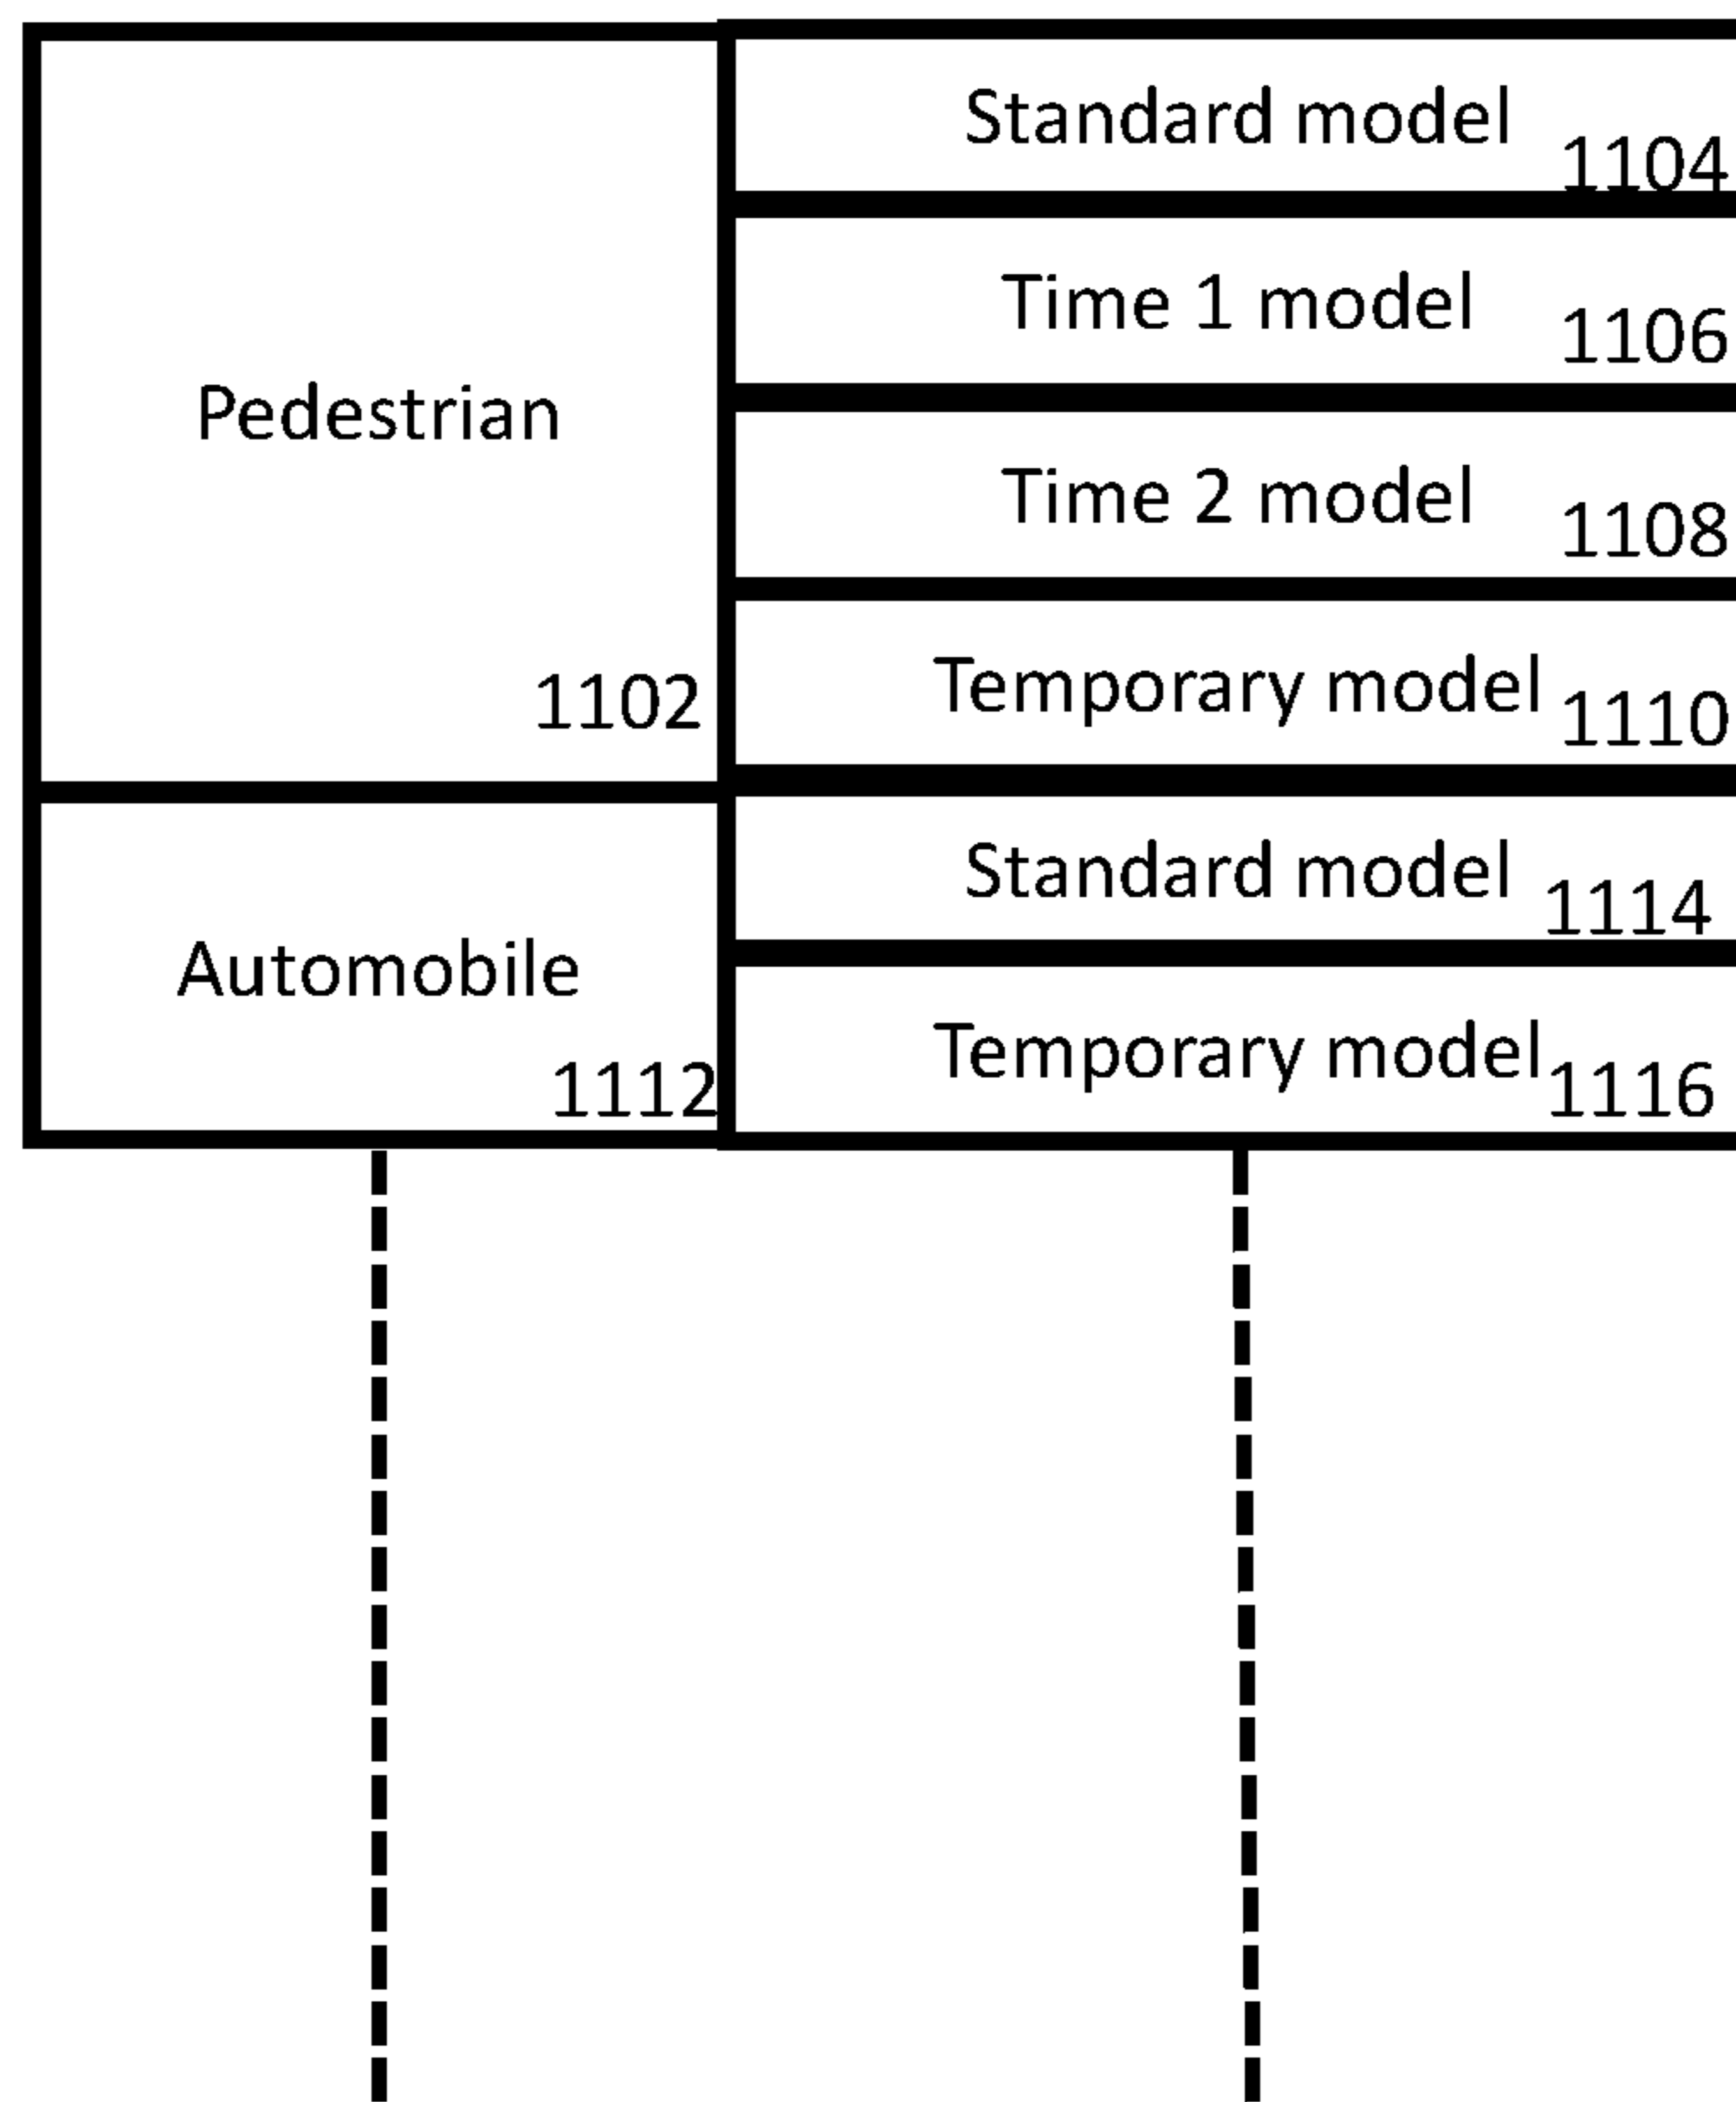 Pedestrian
1102
Standard model
1104
Time 1 model
1106
Time 2 model
1108
Temporary model
1110
Automobile
1112
Standard model
1114
Temporary model
1116